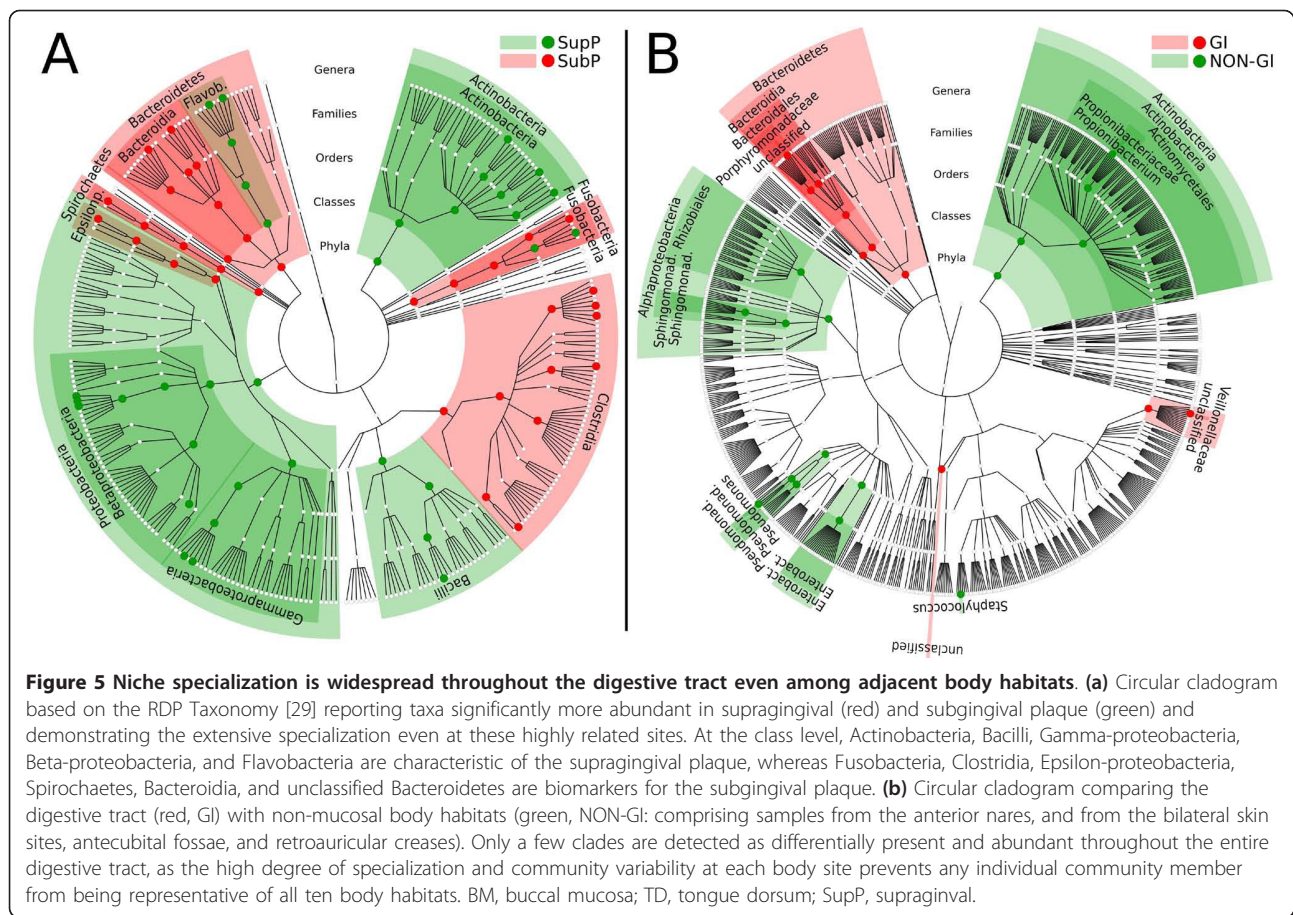 A
SupP
SubP
Genera
Families
Orders
Classes
Phyla
Bacteroidetes
Bacteroidia
Flavob.
Spirochaetes
Epsilonp.
Actinobacteria
Actinobacteria
Fusobacteria
Fusobacteria
Clostridia
Bacilli
Gammaproteobacteria
Betaproteobacteria
Proteobacteria
B
GI
NON-GI
Genera
Families
Orders
Classes
Phyla
Bacteroidetes
Bacteroidia
Bacteroidales
Porphyromonadaceae
unclassified
Actinobacteria
Actinobacteria
Actinomycetales
Propionibacteriaceae
Propionibacterium
Alphaproteobacteria
Rhizobiales
Sphingomonad.
Sphingomonad.
Veillonellaceae
unclassified
Pseudomonad.
Pseudomonad.
Pseudomonas
Enterobact.
Enterobact.
Staphylococcus
unclassified
Figure 5 Niche specialization is widespread throughout the digestive tract even among adjacent body habitats. (a) Circular cladogram
based on the RDP Taxonomy [29] reporting taxa significantly more abundant in supragingival (red) and subgingival plaque (green) and
demonstrating the extensive specialization even at these highly related sites. At the class level, Actinobacteria, Bacilli, Gamma-proteobacteria,
Beta-proteobacteria, and Flavobacteria are characteristic of the supragingival plaque, whereas Fusobacteria, Clostridia, Epsilon-proteobacteria,
Spirochaetes, Bacteroidia, and unclassified Bacteroidetes are biomarkers for the subgingival plaque. (b) Circular cladogram comparing the
digestive tract (red, GI) with non-mucosal body habitats (green, NON-GI: comprising samples from the anterior nares, and from the bilateral skin
sites, antecubital fossae, and retroauricular creases). Only a few clades are detected as differentially present and abundant throughout the entire
digestive tract, as the high degree of specialization and community variability at each body site prevents any individual community member
from being representative of all ten body habitats. BM, buccal mucosa; TD, tongue dorsum; SupP, supraginval.